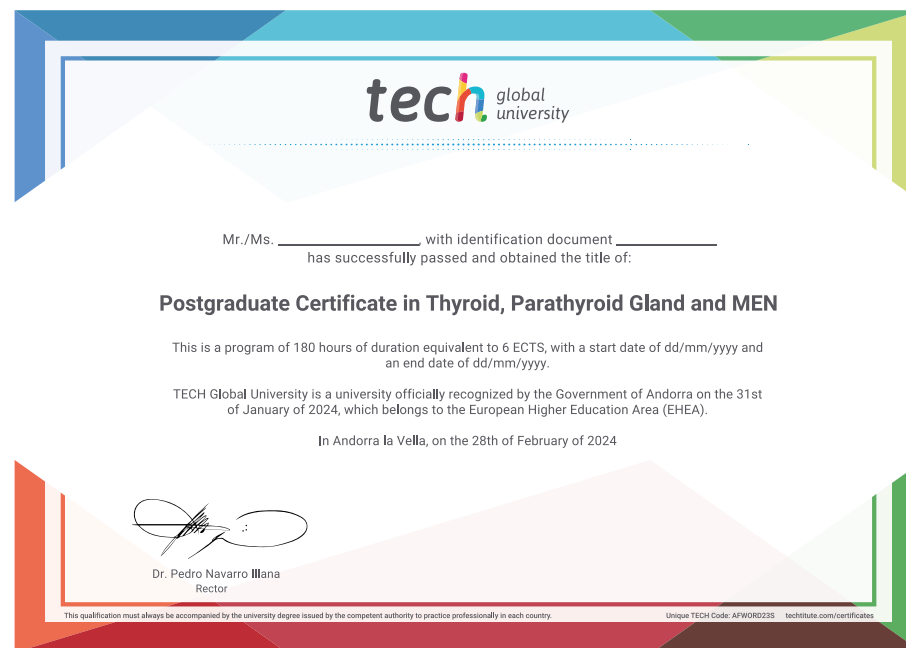 tech global university
Mr./Ms. ____________, with identification document ____________
has successfully passed and obtained the title of:
Postgraduate Certificate in Thyroid, Parathyroid Gland and MEN
This is a program of 180 hours of duration equivalent to 6 ECTS, with a start date of dd/mm/yyyy and
an end date of dd/mm/yyyy.
TECH Global University is a university officially recognized by the Government of Andorra on the 31st
of January of 2024, which belongs to the European Higher Education Area (EHEA).
In Andorra la Vella, on the 28th of February of 2024
Dr. Pedro Navarro Illana
Rector
This qualification must always be accompanied by the university degree issued by the competent authority to practice professionally in each country.
Unique TECH Code: AFWORD23S techtitute.com/certificates